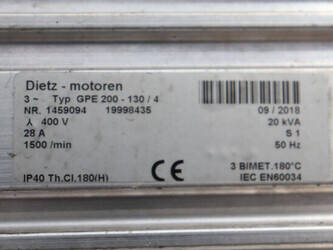 Dietz - motoren
3 ~ Typ GPE 200 - 130 / 4
NR. 1459094 19998435 09 / 2018
⅄ 400 V 20 kVA
28 A S 1
1500 /min 50 Hz
3 BIMET.180°C
IP40 Th.Cl.180(H) CE IEC EN60034